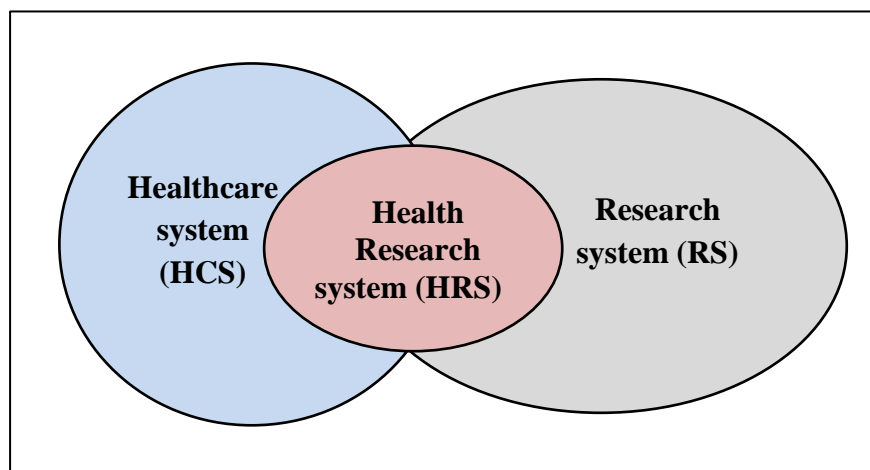 Healthcare
system
(HCS)
Health
Research
system (HRS)
Research
system (RS)